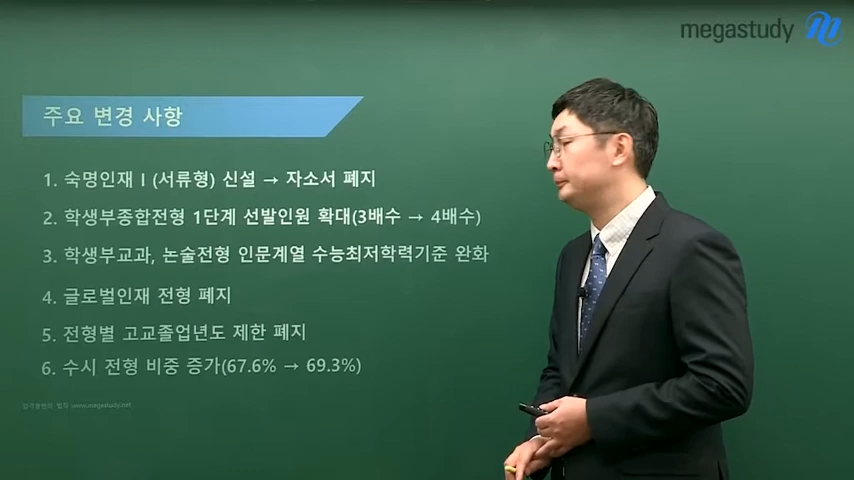 megastudy
주요 변경 사항
1. 숙명인재 I (서류형) 신설 → 자소서 폐지
2. 학생부종합전형 1단계 선발인원 확대(3배수 → 4배수)
3. 학생부교과, 논술전형 인문계열 수능최저학력기준 완화
4. 글로벌인재 전형 폐지
5. 전형별 고교졸업년도 제한 폐지
6. 수시 전형 비중 증가(67.6% → 69.3%)
www.megastudy.net